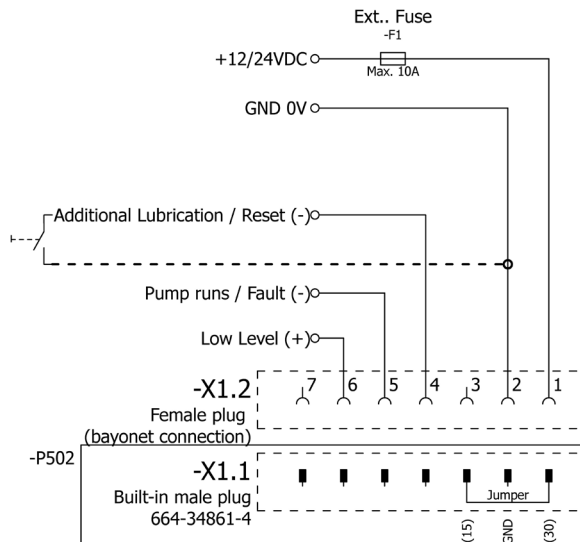 Ext.. Fuse
-F1
+12/24VDC
Max. 10A
GND 0V
Additional Lubrication / Reset (-)
Pump runs / Fault (-)
Low Level (+)
-X1.2 7 6 5 4 3 2 1
Female plug
(bayonet connection)
-P502
-X1.1
Built-in male plug
Jumper
664-34861-4
(15) GND (30)